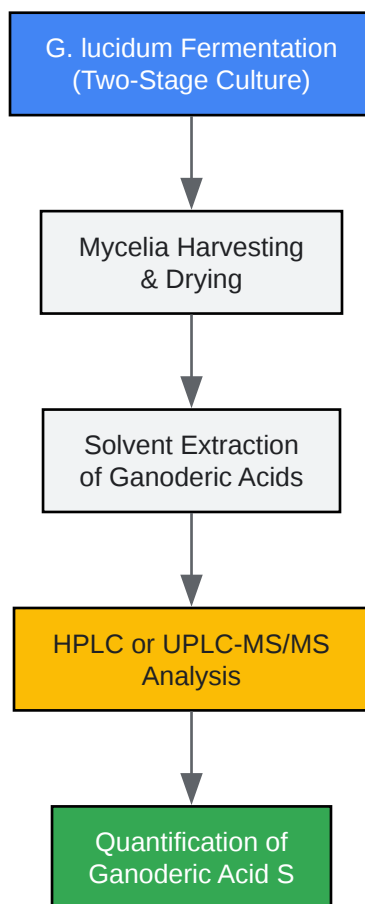 G. lucidum Fermentation
(Two-Stage Culture)
Mycelia Harvesting
& Drying
Solvent Extraction
of Ganoderic Acids
HPLC or UPLC-MS/MS
Analysis
Quantification of
Ganoderic Acid S